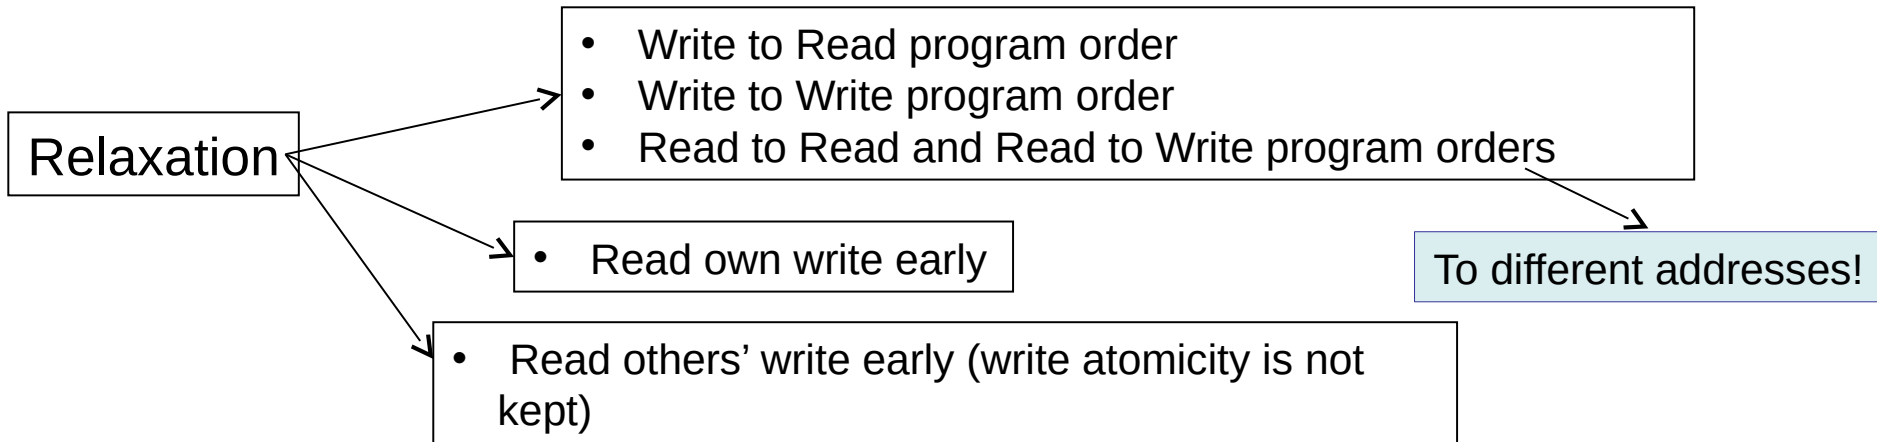 • Write to Read program order
• Write to Write program order
• Read to Read and Read to Write program orders
Relaxation
• Read own write early
To different addresses!
• Read others’ write early (write atomicity is not
kept)